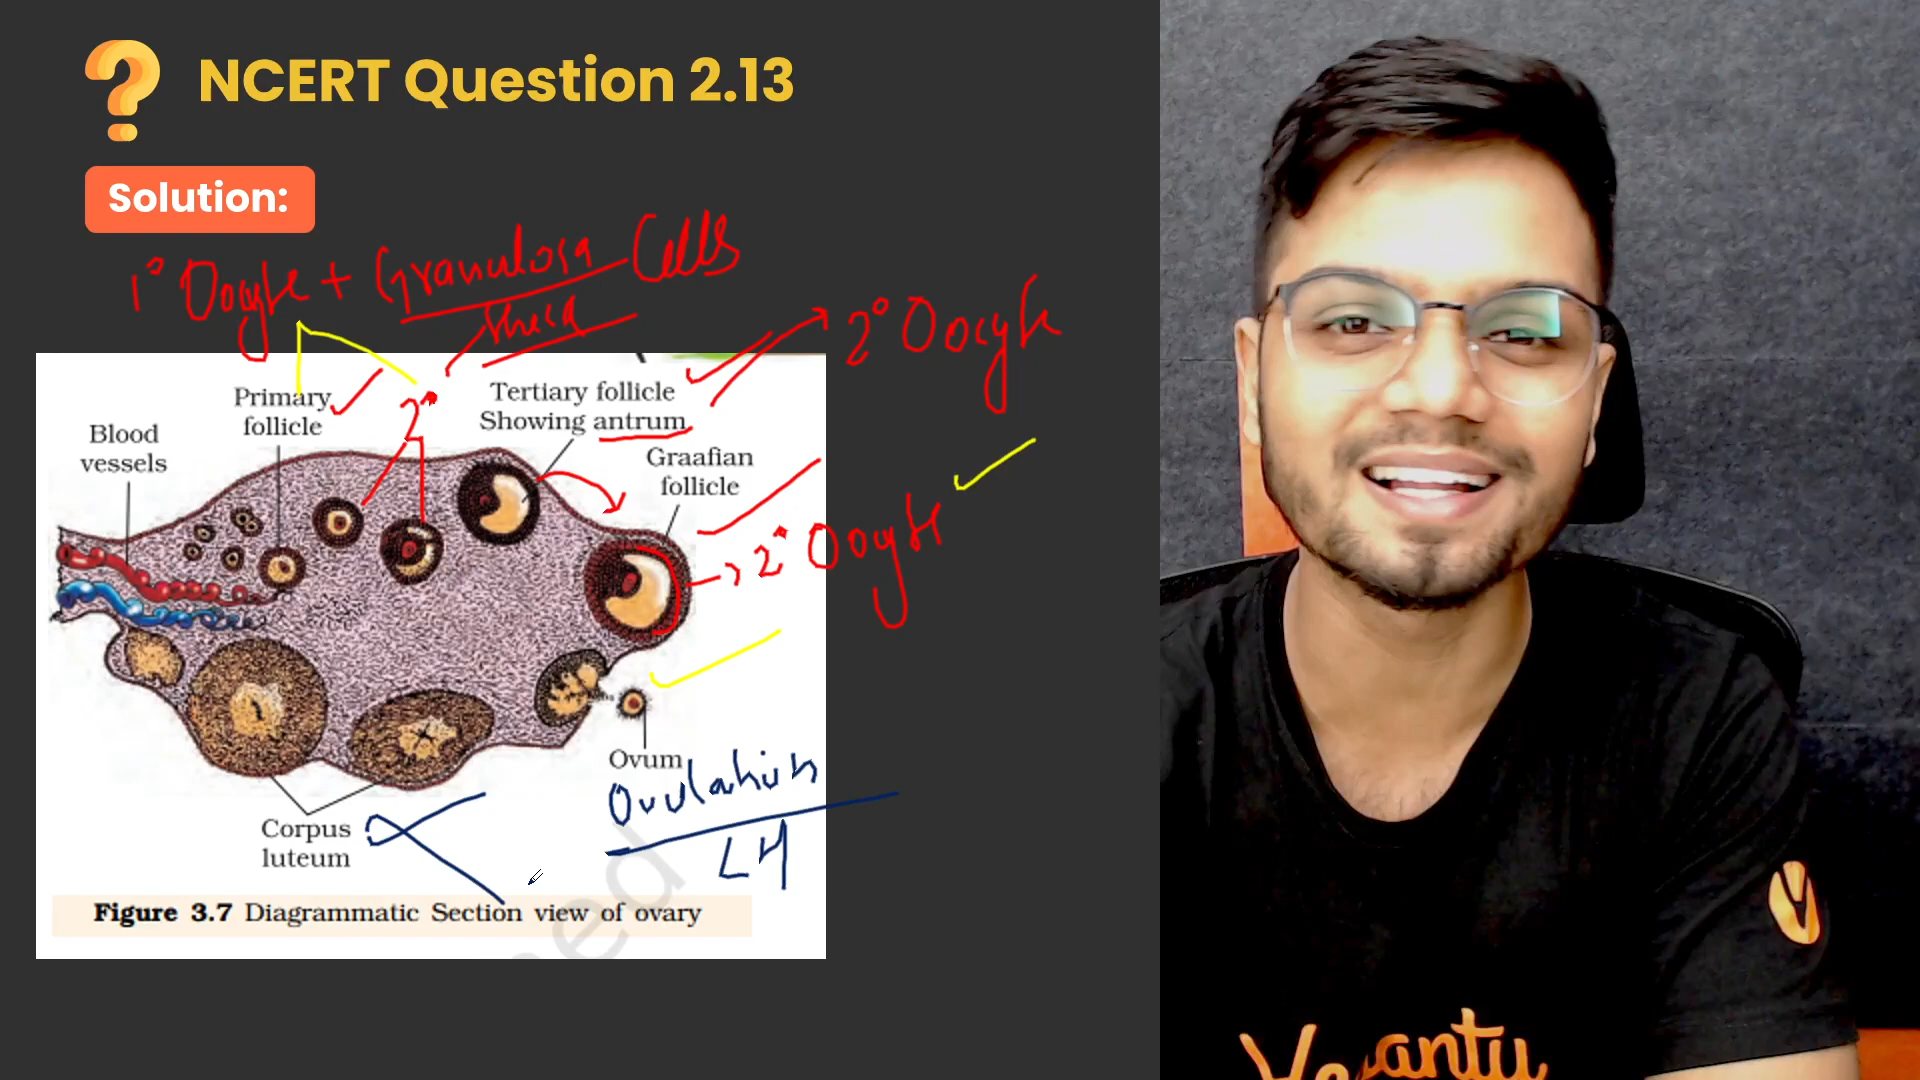 NCERT Question 2.13
Solution:
1° Oocyte + Granulosa Cells
theca
2° Oocyte
Primary
follicle
2°
Tertiary follicle
Showing antrum
Blood
vessels
Graafian
follicle
2° Oocyte
Ovum
Ovulation
LH
Corpus
luteum
Figure 3.7 Diagrammatic Section view of ovary
ed
Vedantu